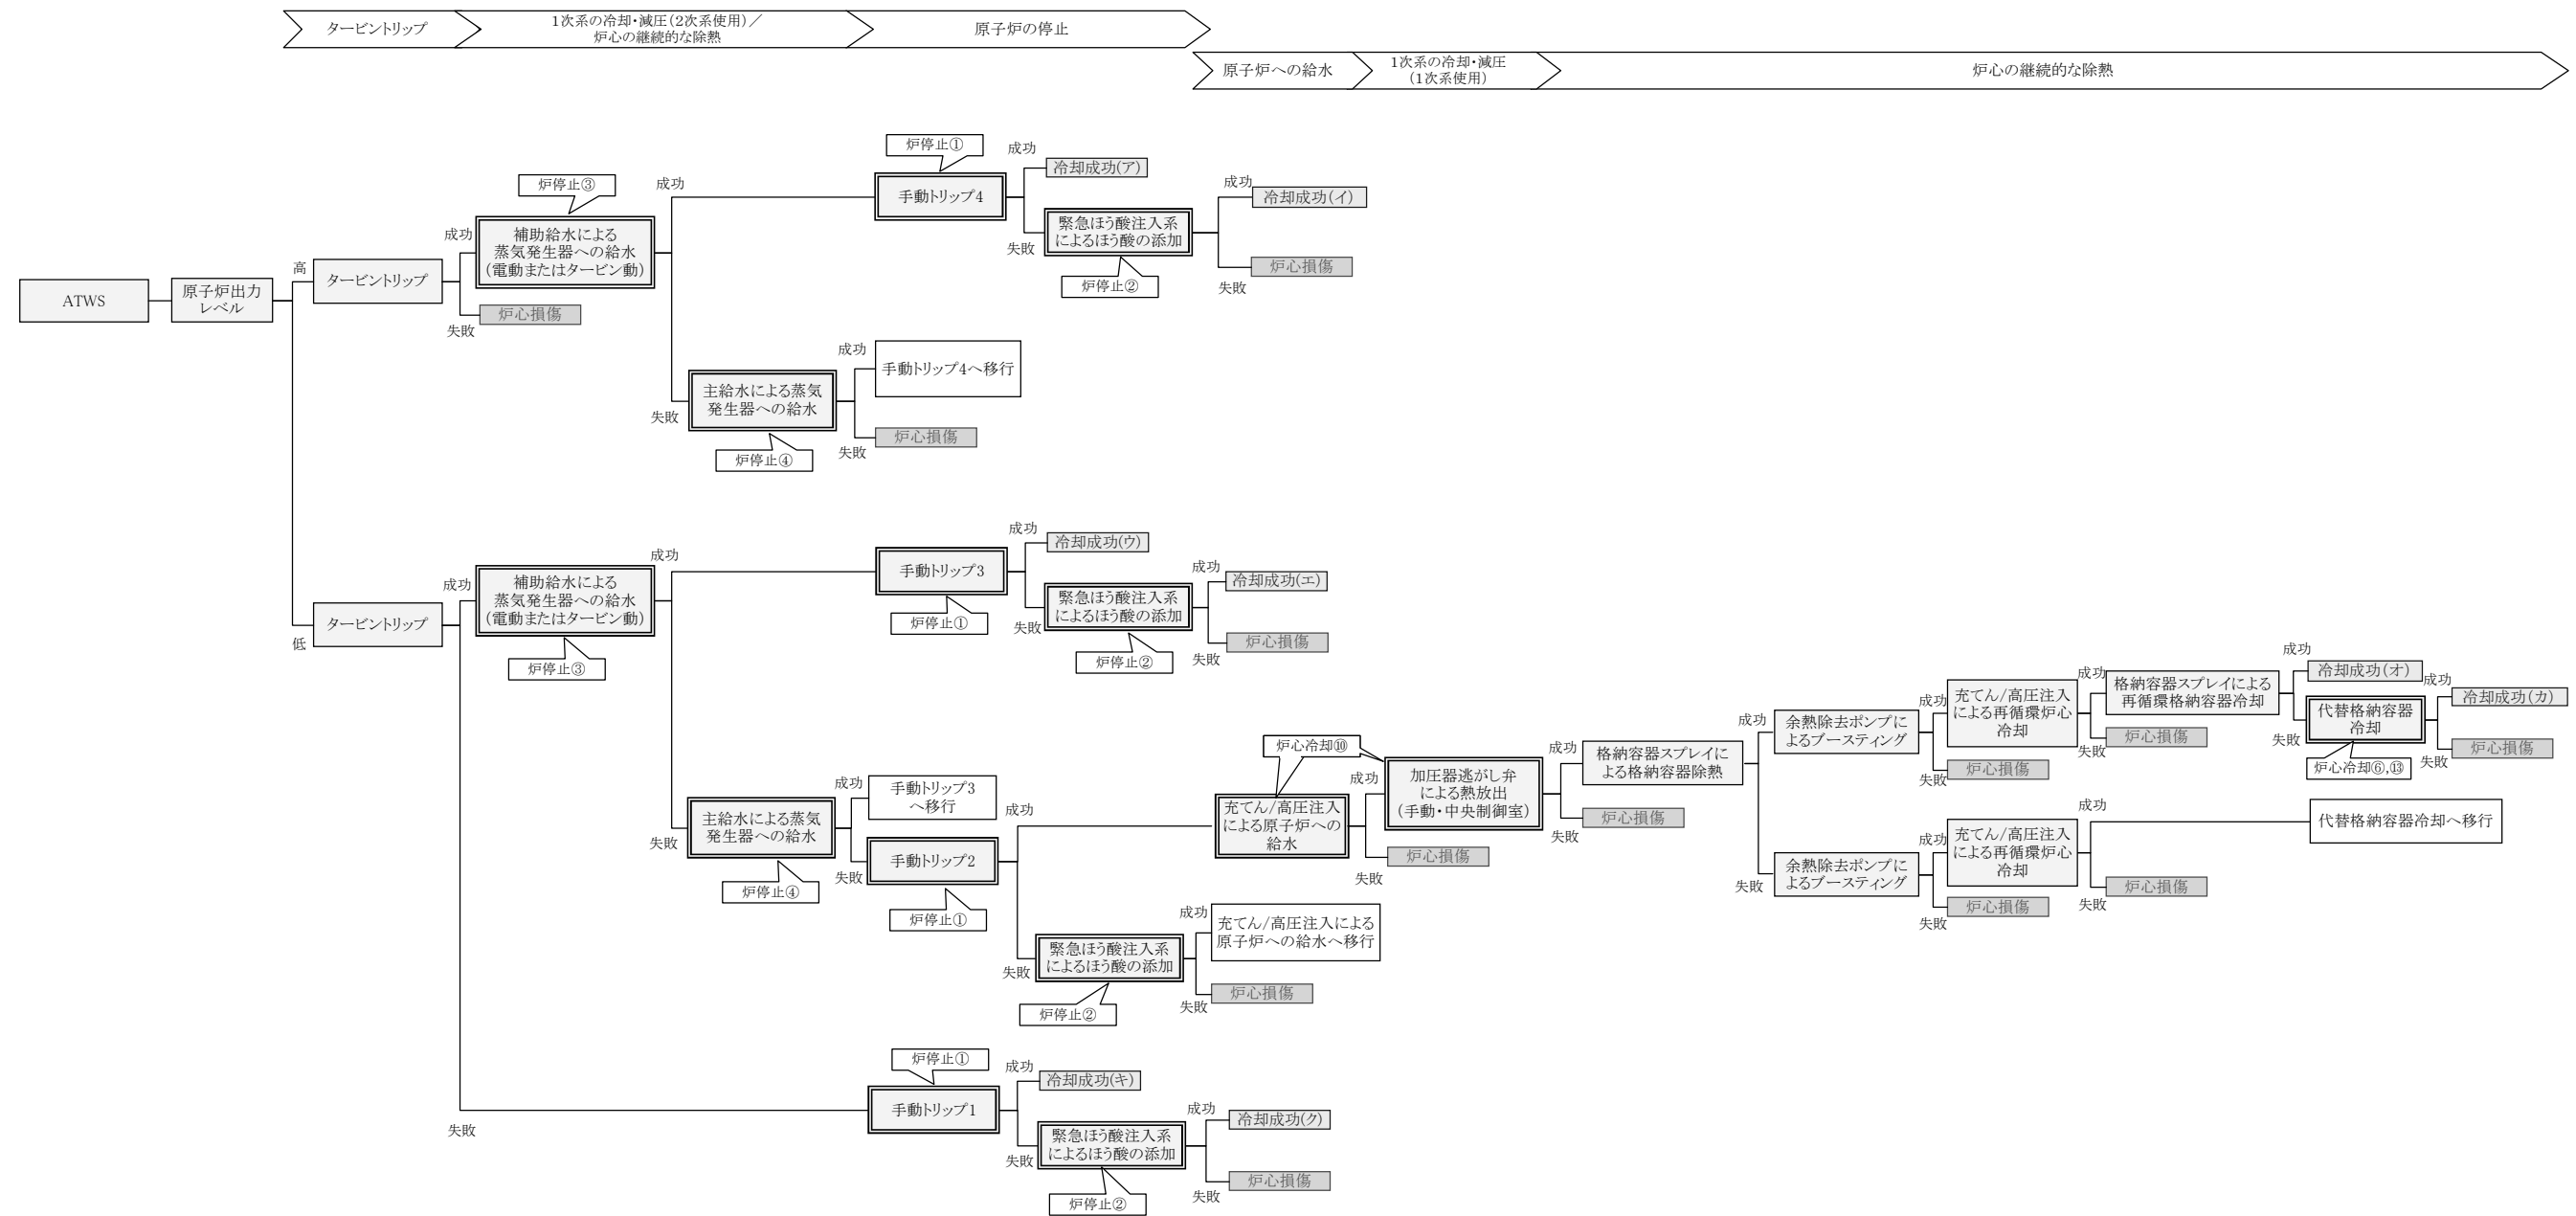 タービントリップ
1次系の冷却・減圧(2次系使用)／
炉心の継続的な除熱
原子炉の停止
原子炉への給水
1次系の冷却・減圧
(1次系使用)
炉心の継続的な除熱
ATWS
原子炉出力
レベル
高
タービントリップ
成功
失敗
炉心損傷
炉停止③
補助給水による
蒸気発生器への給水
(電動またはタービン動)
成功
炉停止①
手動トリップ4
成功
冷却成功(ア)
失敗
緊急ほう酸注入系
によるほう酸の添加
炉停止②
成功
冷却成功(イ)
炉心損傷
失敗
失敗
主給水による蒸気
発生器への給水
炉停止④
成功
手動トリップ4へ移行
炉心損傷
失敗
低
タービントリップ
成功
補助給水による
蒸気発生器への給水
(電動またはタービン動)
炉停止③
成功
手動トリップ3
炉停止①
成功
冷却成功(ウ)
失敗
緊急ほう酸注入系
によるほう酸の添加
炉停止②
成功
冷却成功(エ)
炉心損傷
失敗
失敗
主給水による蒸気
発生器への給水
炉停止④
成功
手動トリップ3
へ移行
失敗
手動トリップ2
炉停止①
成功
炉心冷却⑩
充てん/高圧注入
による原子炉への
給水
成功
加圧器逃がし弁
による熱放出
(手動・中央制御室)
失敗
炉心損傷
成功
格納容器スプレイに
よる格納容器除熱
炉心損傷
失敗
成功
余熱除去ポンプに
よるブースティング
成功
充てん/高圧注入
による再循環炉心
冷却
炉心損傷
失敗
成功
格納容器スプレイによる
再循環格納容器冷却
炉心損傷
失敗
成功
冷却成功(オ)
失敗
代替格納容器
冷却
炉心冷却⑥,⑬
成功
冷却成功(カ)
炉心損傷
失敗
失敗
余熱除去ポンプに
よるブースティング
成功
充てん/高圧注入
による再循環炉心
冷却
炉心損傷
失敗
成功
代替格納容器冷却へ移行
炉心損傷
失敗
失敗
緊急ほう酸注入系
によるほう酸の添加
炉停止②
成功
充てん/高圧注入による
原子炉への給水へ移行
炉心損傷
失敗
失敗
炉停止①
手動トリップ1
成功
冷却成功(キ)
失敗
緊急ほう酸注入系
によるほう酸の添加
炉停止②
成功
冷却成功(ク)
炉心損傷
失敗